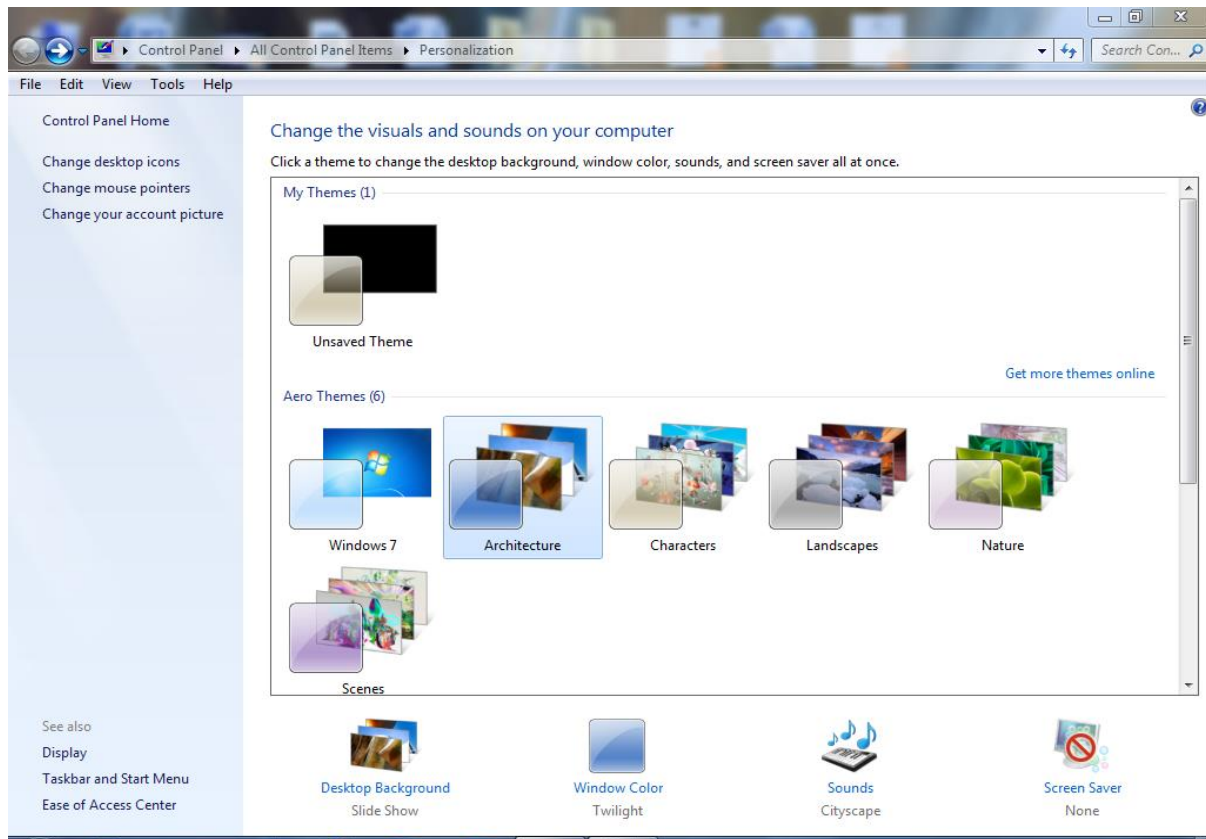 Control Panel ▸ All Control Panel Items ▸ Personalization
Search Con...
File Edit View Tools Help
Control Panel Home
Change desktop icons
Change mouse pointers
Change your account picture
Change the visuals and sounds on your computer
Click a theme to change the desktop background, window color, sounds, and screen saver all at once.
My Themes (1)
Unsaved Theme
Get more themes online
Aero Themes (6)
Windows 7 Architecture Characters Landscapes Nature
Scenes
See also
Display
Taskbar and Start Menu
Ease of Access Center
Desktop Background Window Color Sounds Screen Saver
Slide Show Twilight Cityscape None